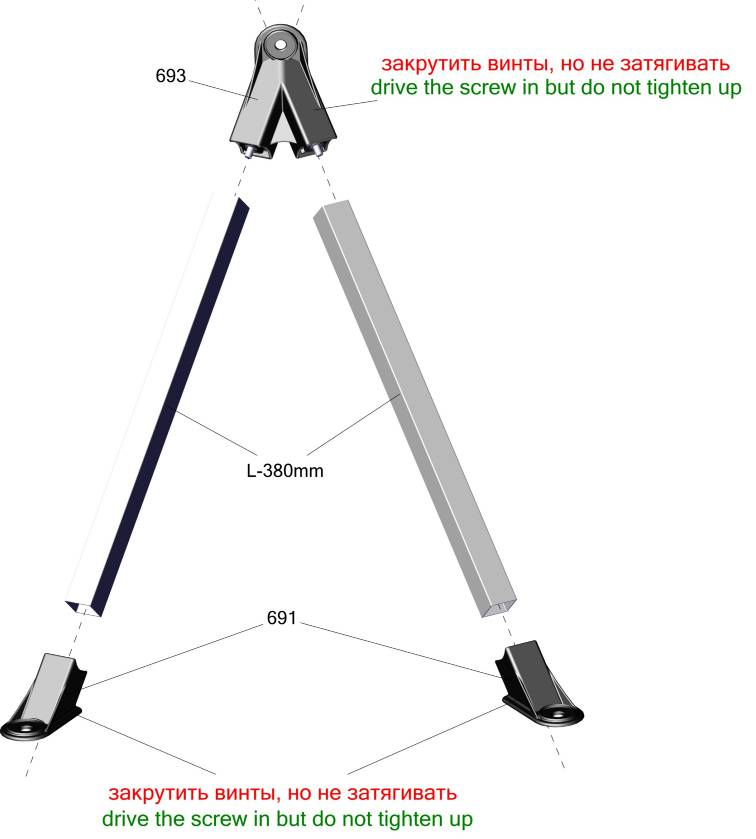 закрутить винты, но не затягивать
693
drive the screw in but do not tighten up
L-380mm
691
закрутить винты, но не затягивать
drive the screw in but do not tighten up